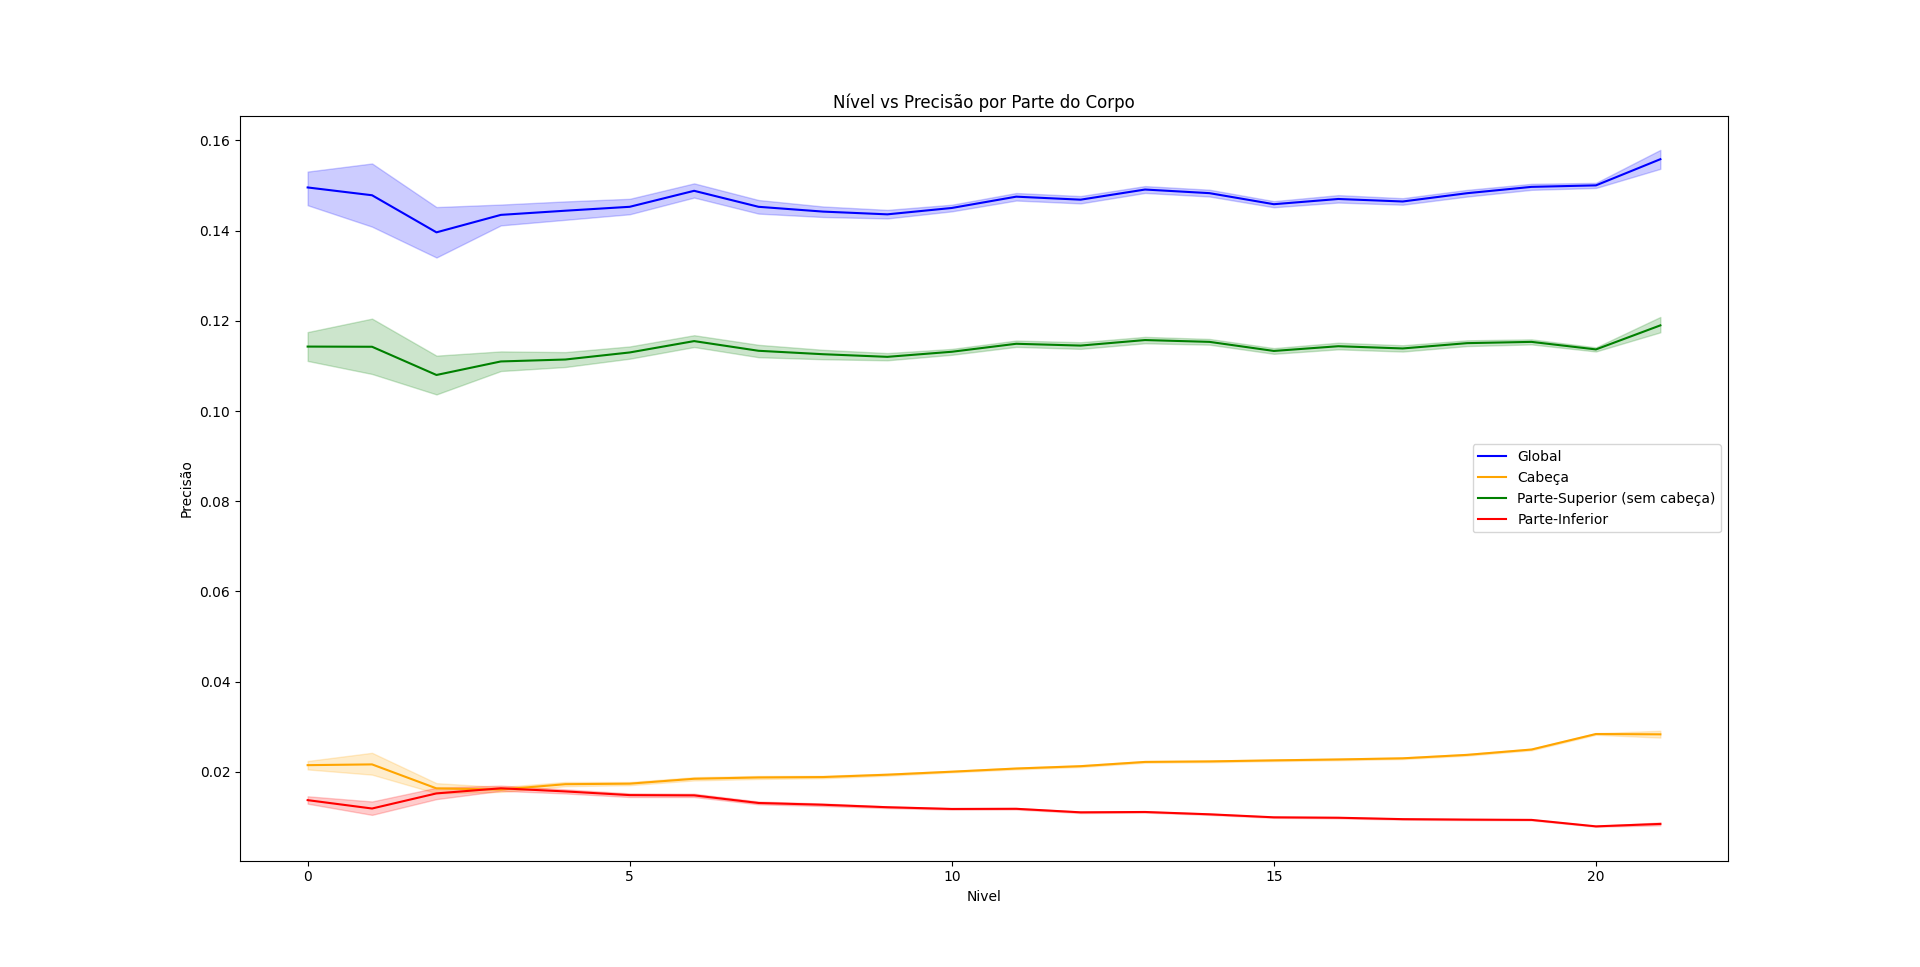 Nível vs Precisão por Parte do Corpo
0.16
0.14
0.12
0.10
0.08
0.06
0.04
0.02
Precisão
Global
Cabeça
Parte-Superior (sem cabeça)
Parte-Inferior
0 5 10 15 20
Nivel